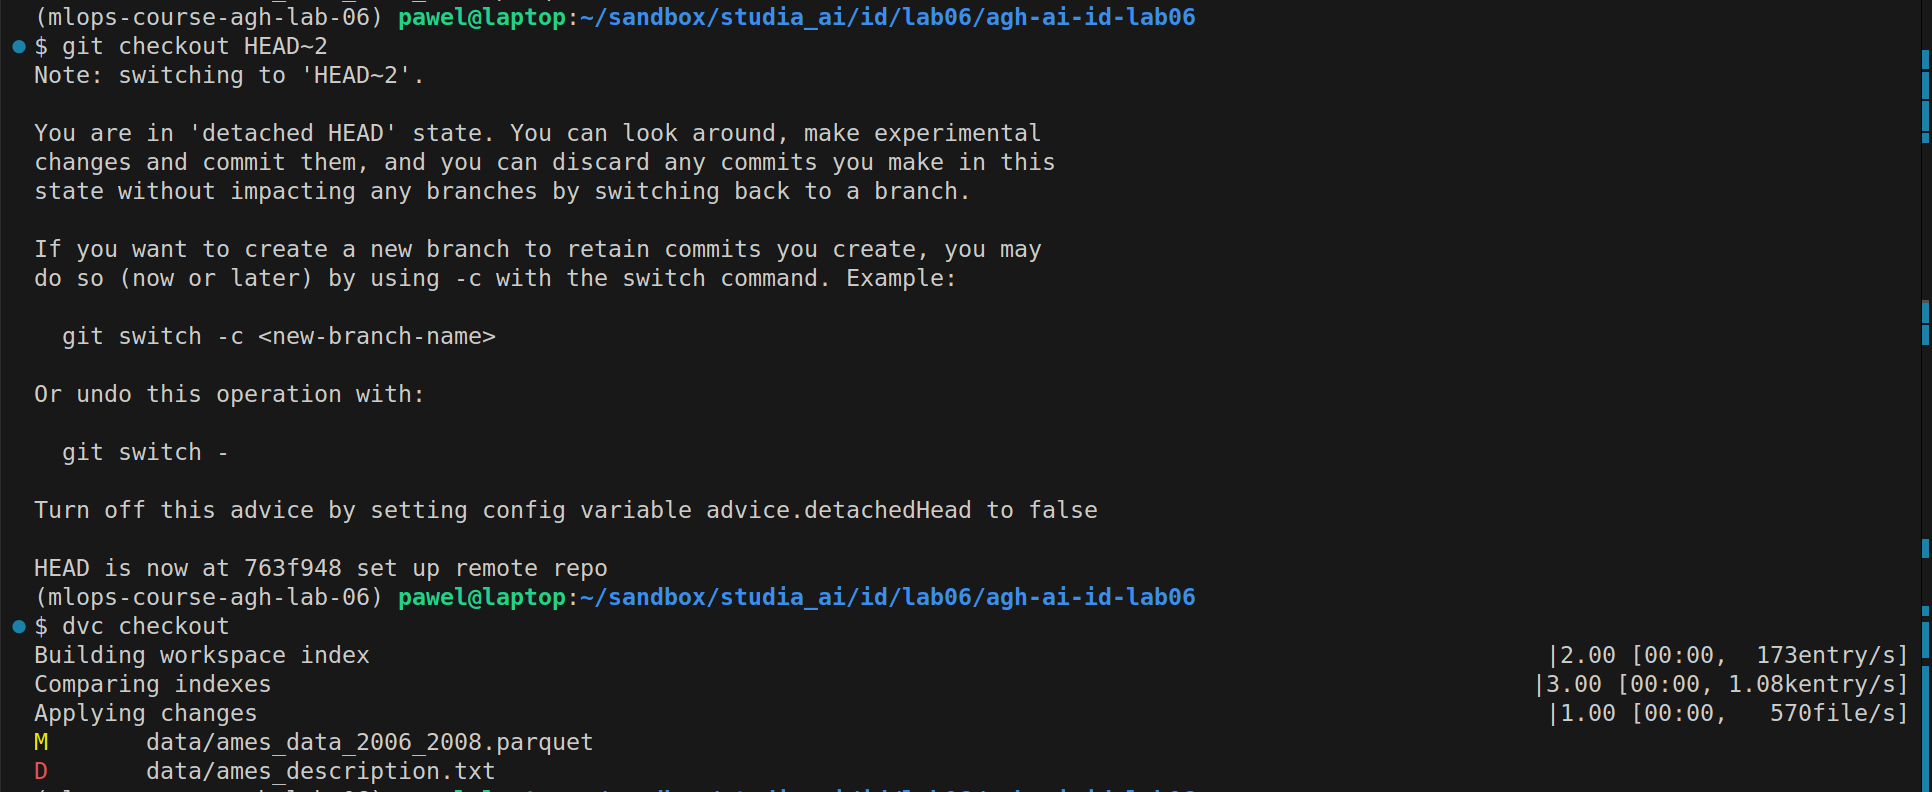 (mlops-course-agh-lab-06) pawel@laptop:~/sandbox/studia_ai/id/lab06/agh-ai-id-lab06
$ git checkout HEAD~2
Note: switching to 'HEAD~2'.
You are in 'detached HEAD' state. You can look around, make experimental
changes and commit them, and you can discard any commits you make in this
state without impacting any branches by switching back to a branch.
If you want to create a new branch to retain commits you create, you may
do so (now or later) by using -c with the switch command. Example:
git switch -c <new-branch-name>
Or undo this operation with:
git switch -
Turn off this advice by setting config variable advice.detachedHead to false
HEAD is now at 763f948 set up remote repo
(mlops-course-agh-lab-06) pawel@laptop:~/sandbox/studia_ai/id/lab06/agh-ai-id-lab06
$ dvc checkout
Building workspace index |2.00 [00:00,  173entry/s]
Comparing indexes |3.00 [00:00, 1.08kentry/s]
Applying changes |1.00 [00:00,   570file/s]
M data/ames_data_2006_2008.parquet
D data/ames_description.txt